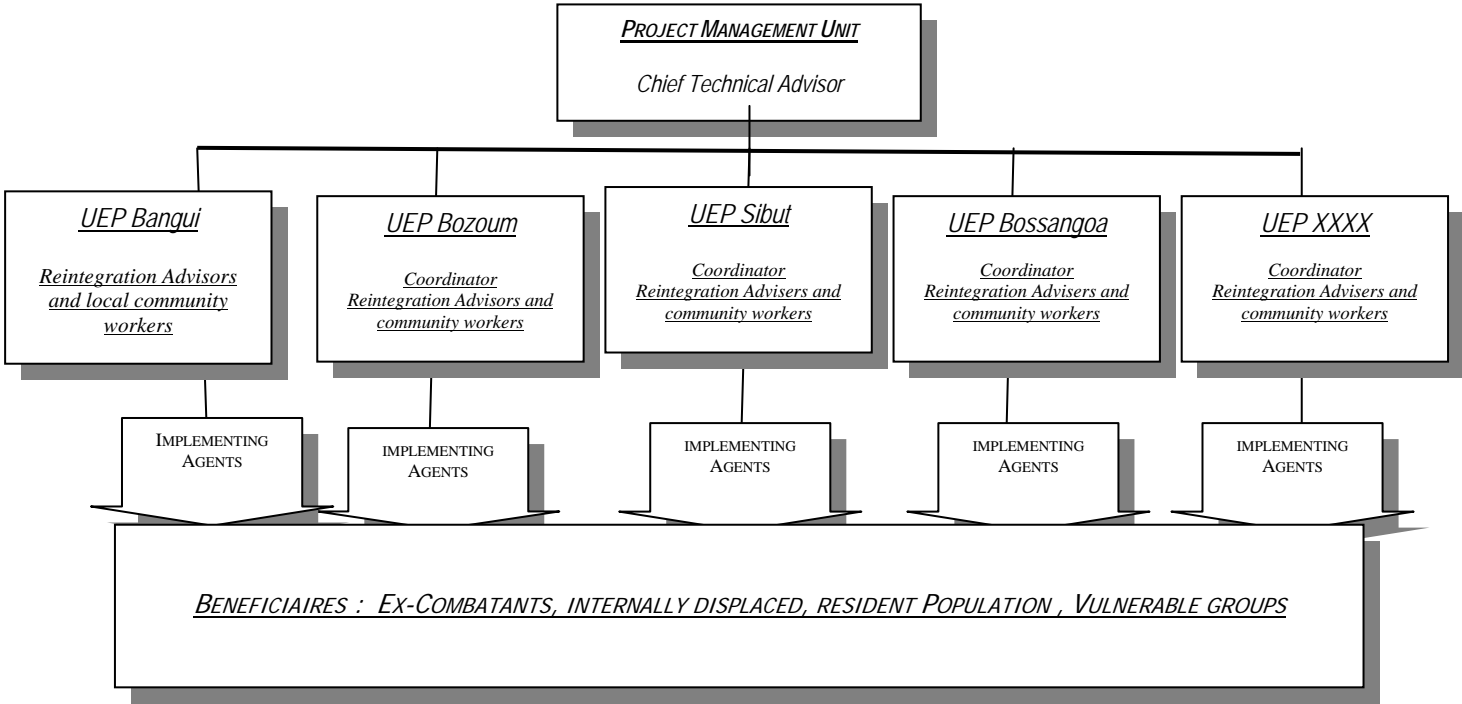 PROJECT MANAGEMENT UNIT
Chief Technical Advisor
UEP Bangui
Reintegration Advisors
and local community
workers
UEP Bozoum
Coordinator
Reintegration Advisors and
community workers
UEP Sibut
Coordinator
Reintegration Advisers and
community workers
UEP Bossangoa
Coordinator
Reintegration Advisers and
community workers
UEP XXXX
Coordinator
Reintegration Advisers and
community workers
IMPLEMENTING
AGENTS
IMPLEMENTING
AGENTS
IMPLEMENTING
AGENTS
IMPLEMENTING
AGENTS
IMPLEMENTING
AGENTS
BENEFICIAIRES : EX-COMBATANTS, INTERNALLY DISPLACED, RESIDENT POPULATION , VULNERABLE GROUPS